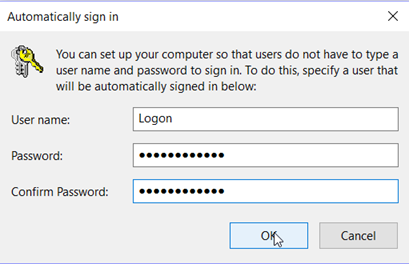 Automatically sign in
You can set up your computer so that users do not have to type a
user name and password to sign in. To do this, specify a user that
will be automatically signed in below:
User name: Logon
Password: ●●●●●●●●●●●●
Confirm Password: ●●●●●●●●●●●●
OK Cancel